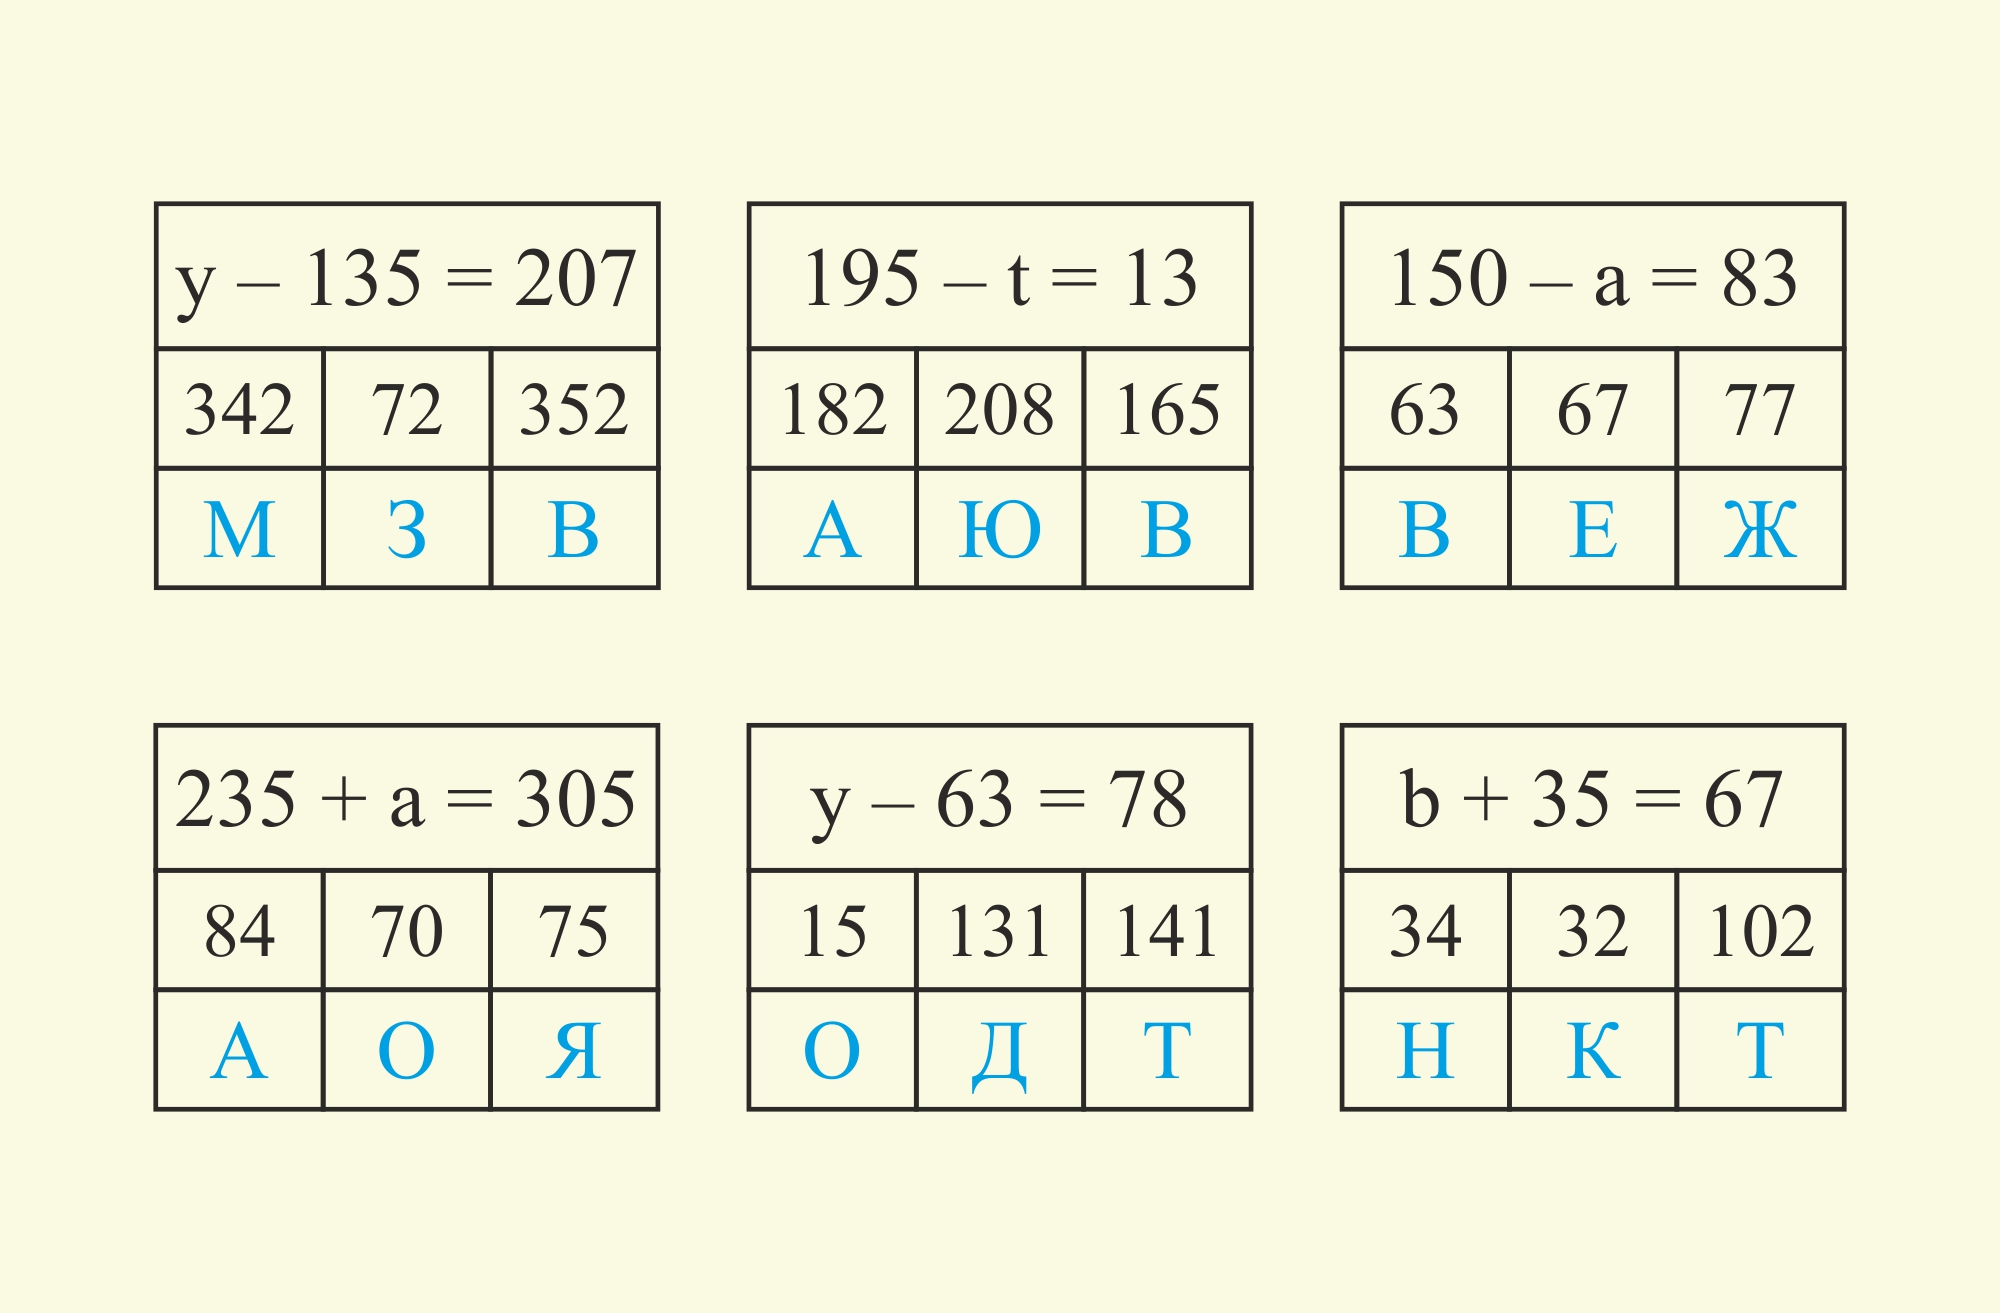 y – 135 = 207
342 72 352
М З В
195 – t = 13
182 208 165
А Ю В
150 – a = 83
63 67 77
В Е Ж
235 + a = 305
84 70 75
А О Я
y – 63 = 78
15 131 141
О Д Т
b + 35 = 67
34 32 102
Н К Т